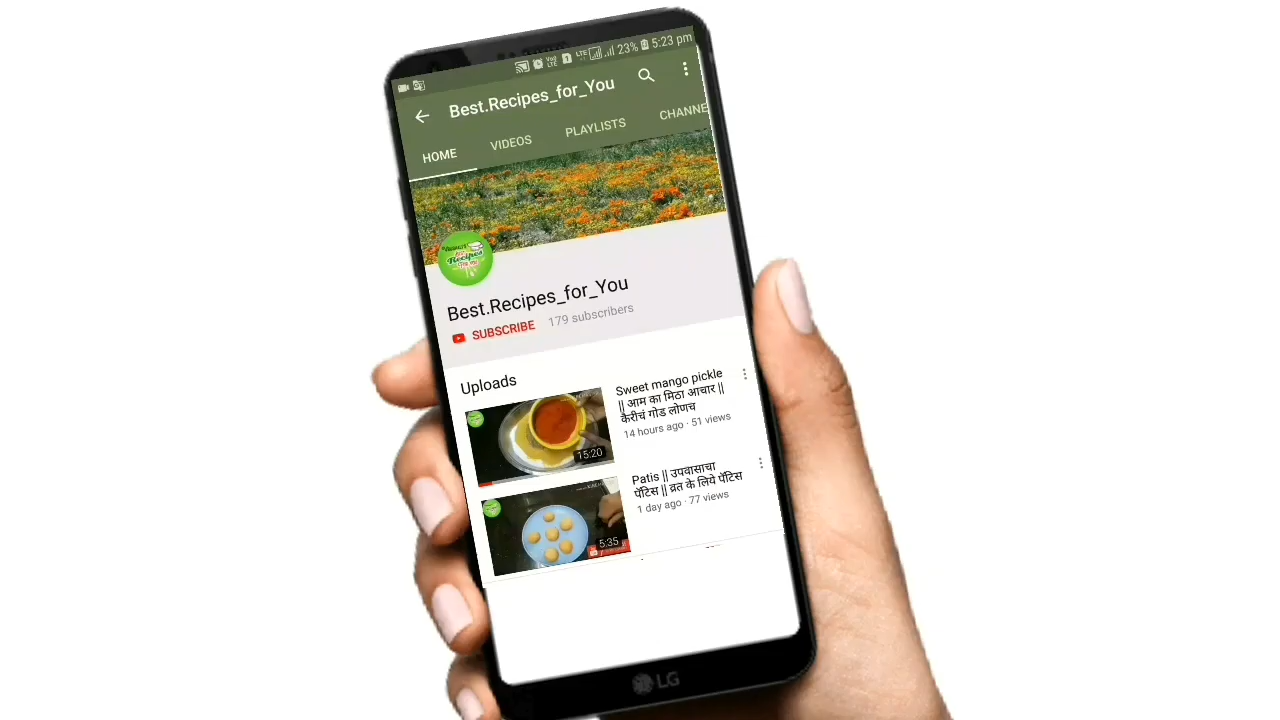 23% 5:23 pm
Best.Recipes_for_You
HOME VIDEOS PLAYLISTS CHANNE
Recipes
Best.Recipes_for_You
SUBSCRIBE 179 subscribers
Uploads
Sweet mango pickle
|| आम का मिठा आचार ||
कैरीचं गोड लोणच
14 hours ago · 51 views
15:20
Patis || उपवासाचा
पॅटिस || व्रत के लिये पॅटिस
1 day ago · 77 views
5:35
LG